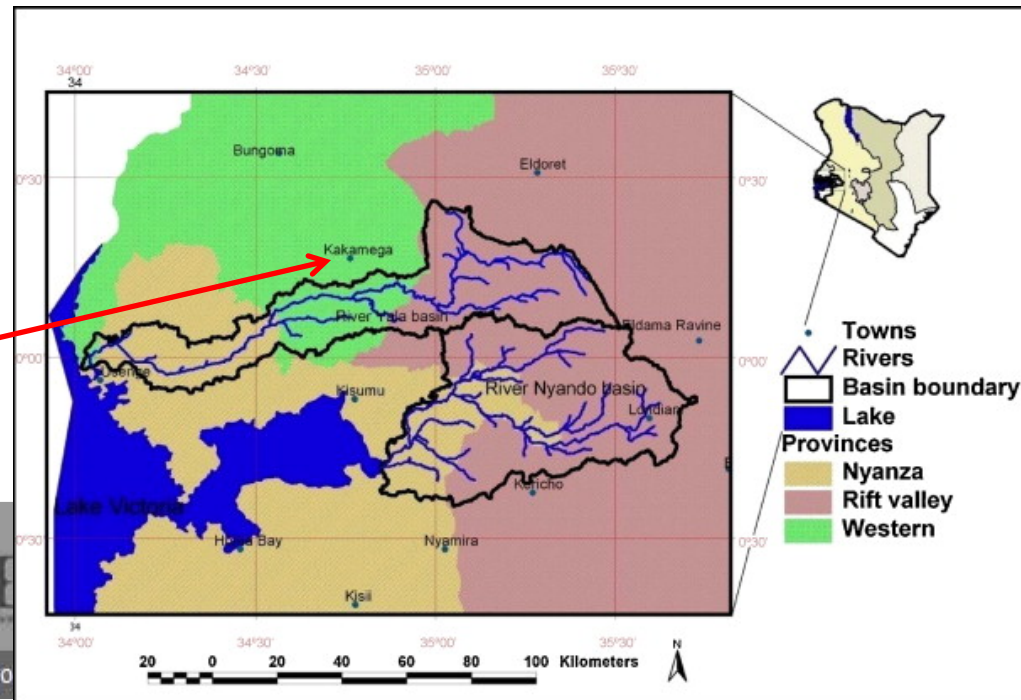 34°00' 34°30' 35°00' 35°30'
34
Bungoma
Eldoret
0°30' 0°30'
Kakamega
River Yala basin
Eldama Ravine
0°00' 0°00'
Usenge
Kisumu
River Nyando basin
Londiani
Kericho
Lake Victoria
0°30' 0°30'
Homa Bay
Nyamira
Kisii
34
34°00' 34°30' 35°00' 35°30'
20 0 20 40 60 80 100 Kilometers
N
Towns
Rivers
Basin boundary
Lake
Provinces
Nyanza
Rift valley
Western